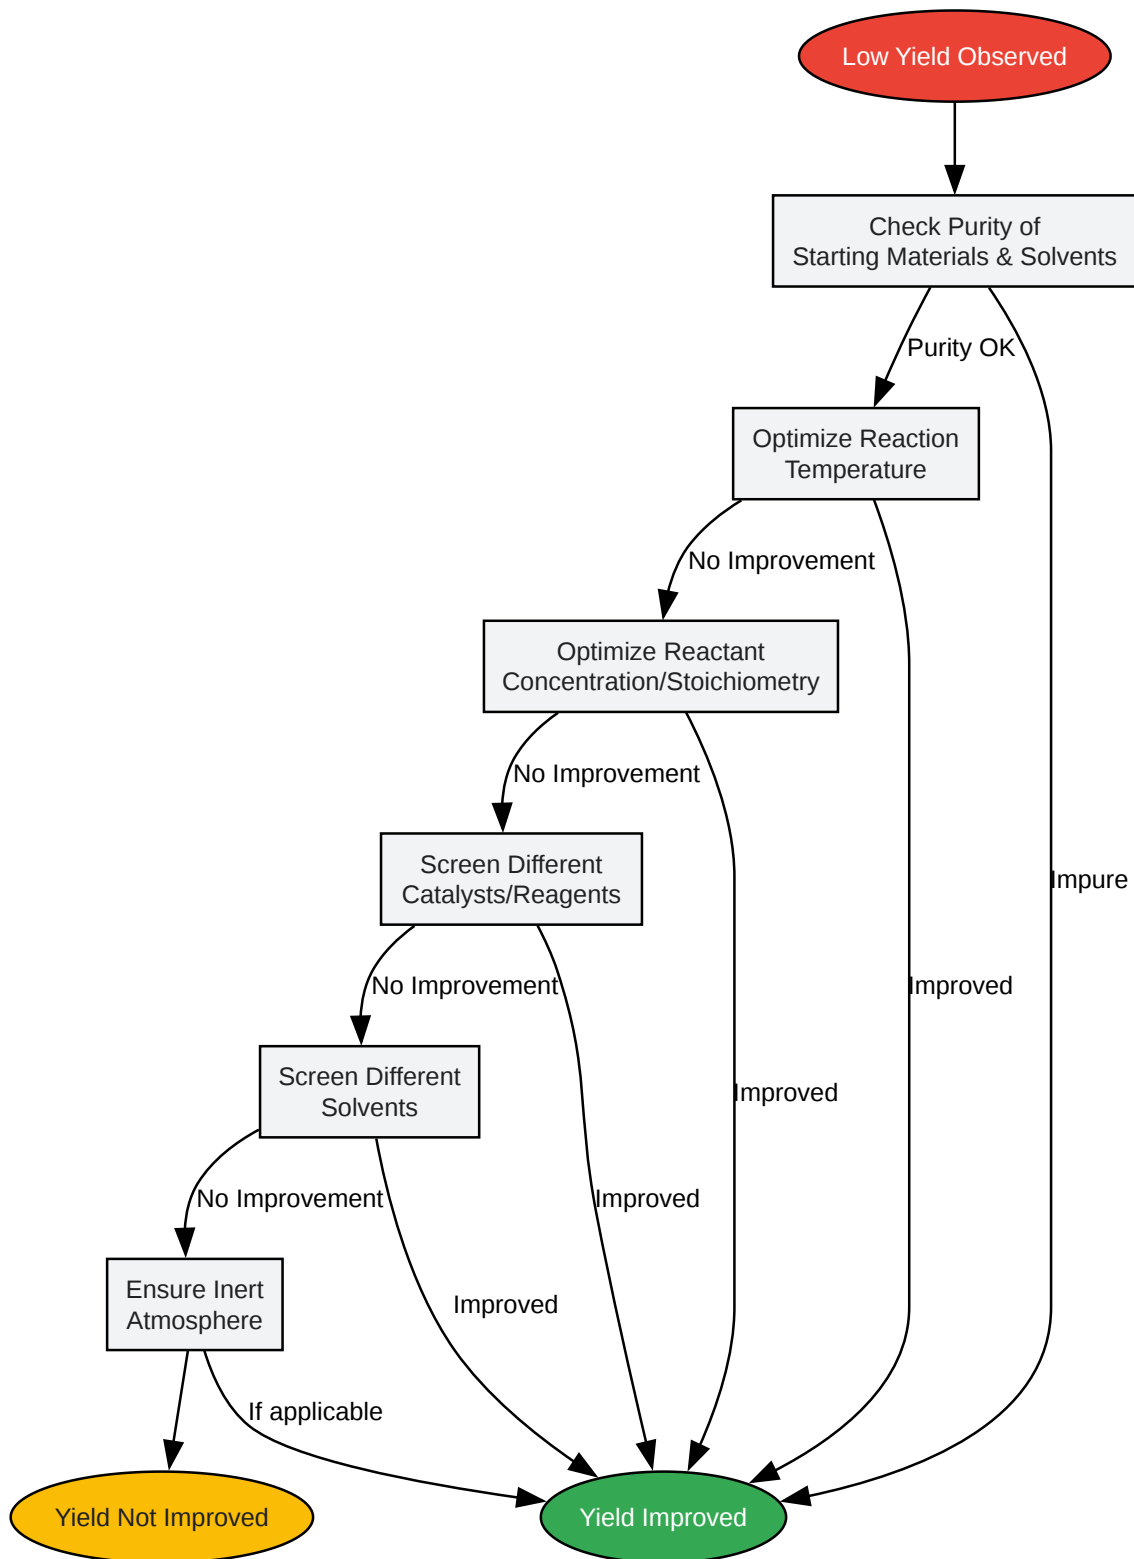 Low Yield Observed
Check Purity of
Starting Materials & Solvents
Purity OK
Optimize Reaction
Temperature
No Improvement
Optimize Reactant
Concentration/Stoichiometry
No Improvement
Screen Different
Catalysts/Reagents
Impure
No Improvement
Improved
Screen Different
Solvents
Improved
No Improvement
Improved
Ensure Inert
Atmosphere
Improved
If applicable
Yield Not Improved
Yield Improved